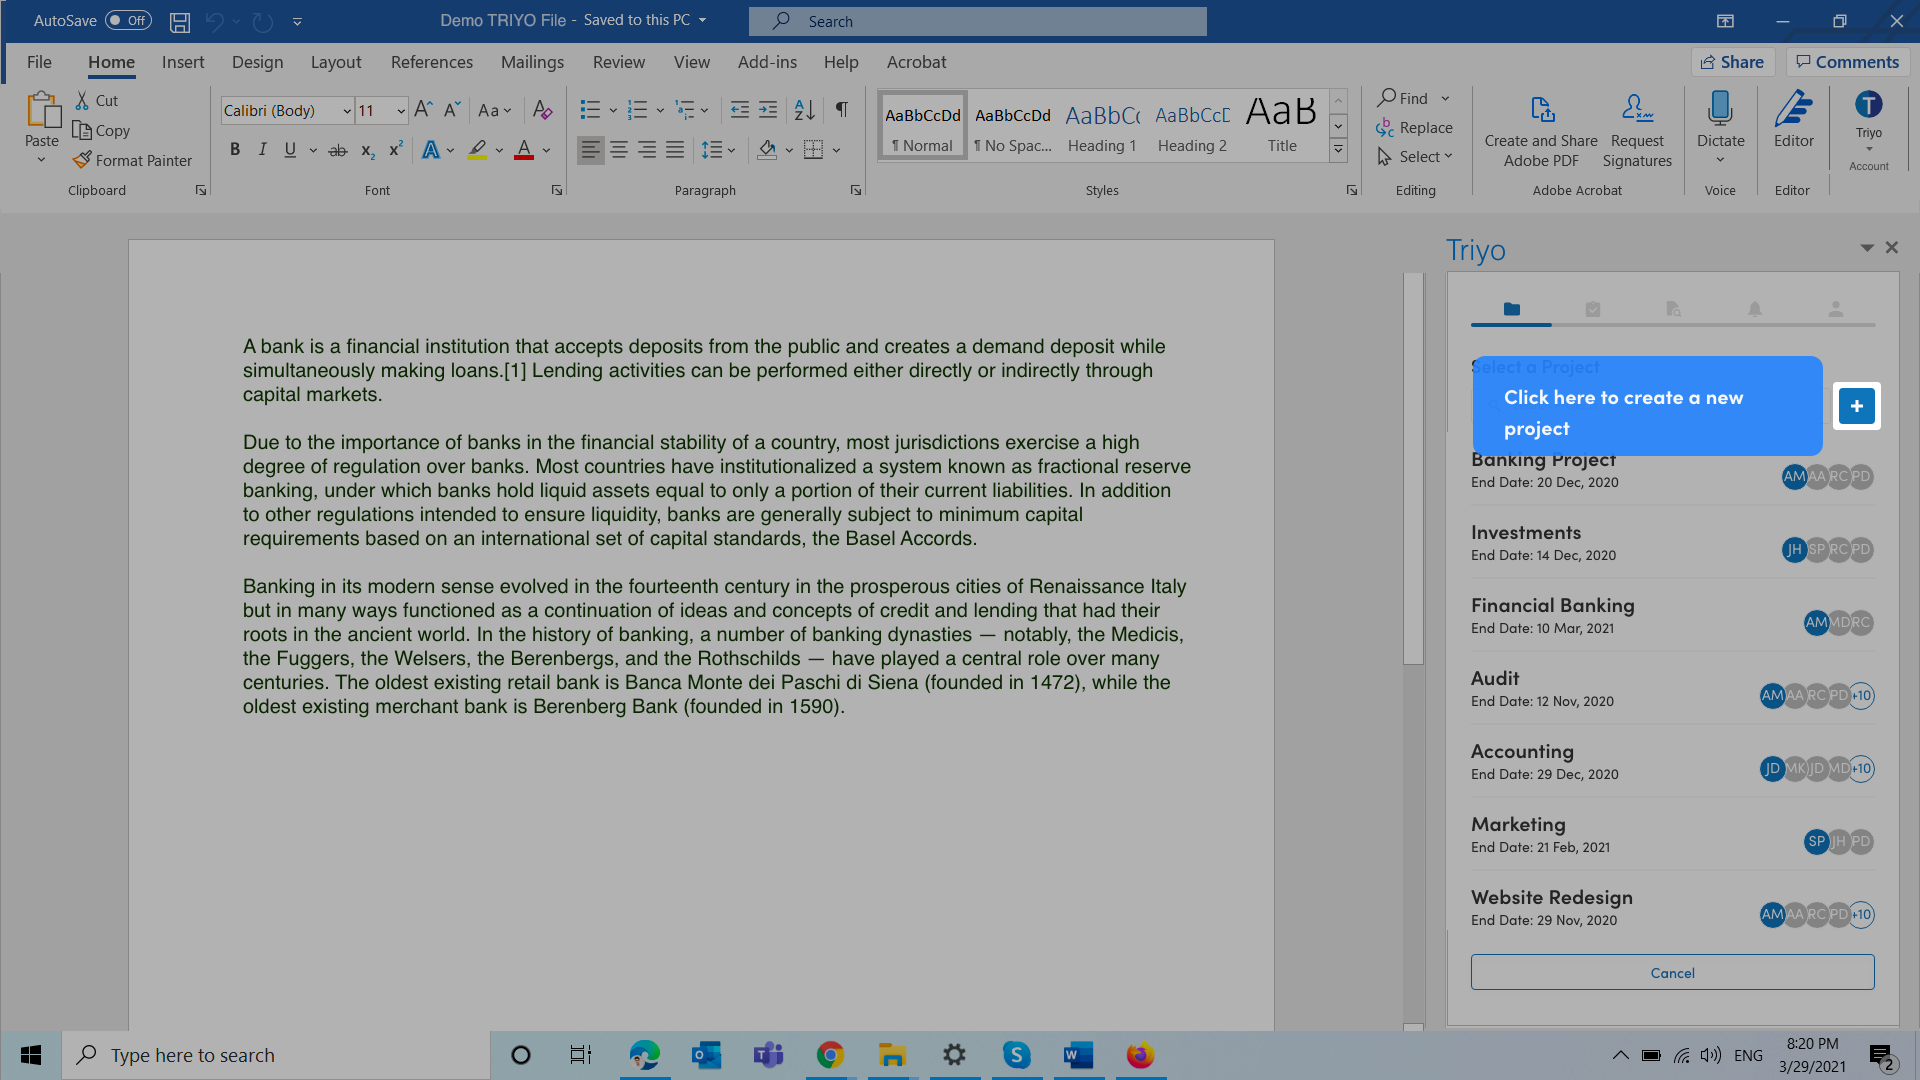 AutoSave Off Demo TRIYO File - Saved to this PC Search
File Home Insert Design Layout References Mailings Review View Add-ins Help Acrobat Share Comments
Paste
Cut
Copy
Format Painter
Clipboard
Calibri (Body) 11
Font
Paragraph
AaBbCcDd AaBbCcDd AaBbCc AaBbCcD AaB
¶ Normal ¶ No Spac... Heading 1 Heading 2 Title
Styles
Find
Replace
Select
Editing
Create and Share
Adobe PDF
Request
Signatures
Adobe Acrobat
Dictate
Voice
Editor
Editor
Triyo
Account
A bank is a financial institution that accepts deposits from the public and creates a demand deposit while
simultaneously making loans.[1] Lending activities can be performed either directly or indirectly through
capital markets.
Due to the importance of banks in the financial stability of a country, most jurisdictions exercise a high
degree of regulation over banks. Most countries have institutionalized a system known as fractional reserve
banking, under which banks hold liquid assets equal to only a portion of their current liabilities. In addition
to other regulations intended to ensure liquidity, banks are generally subject to minimum capital
requirements based on an international set of capital standards, the Basel Accords.
Banking in its modern sense evolved in the fourteenth century in the prosperous cities of Renaissance Italy
but in many ways functioned as a continuation of ideas and concepts of credit and lending that had their
roots in the ancient world. In the history of banking, a number of banking dynasties — notably, the Medicis,
the Fuggers, the Welsers, the Berenbergs, and the Rothschilds — have played a central role over many
centuries. The oldest existing retail bank is Banca Monte dei Paschi di Siena (founded in 1472), while the
oldest existing merchant bank is Berenberg Bank (founded in 1590).
Triyo
Select a Project
Click here to create a new
project
Banking Project
End Date: 20 Dec, 2020
AM AA RC PD
Investments
End Date: 14 Dec, 2020
JH SP RC PD
Financial Banking
End Date: 10 Mar, 2021
AM MD RC
Audit
End Date: 12 Nov, 2020
AM AA RC PD +10
Accounting
End Date: 29 Dec, 2020
JD MK JD MD +10
Marketing
End Date: 21 Feb, 2021
SP JH PD
Website Redesign
End Date: 29 Nov, 2020
AM AA RC PD +10
Cancel
Type here to search
ENG
8:20 PM
3/29/2021
2